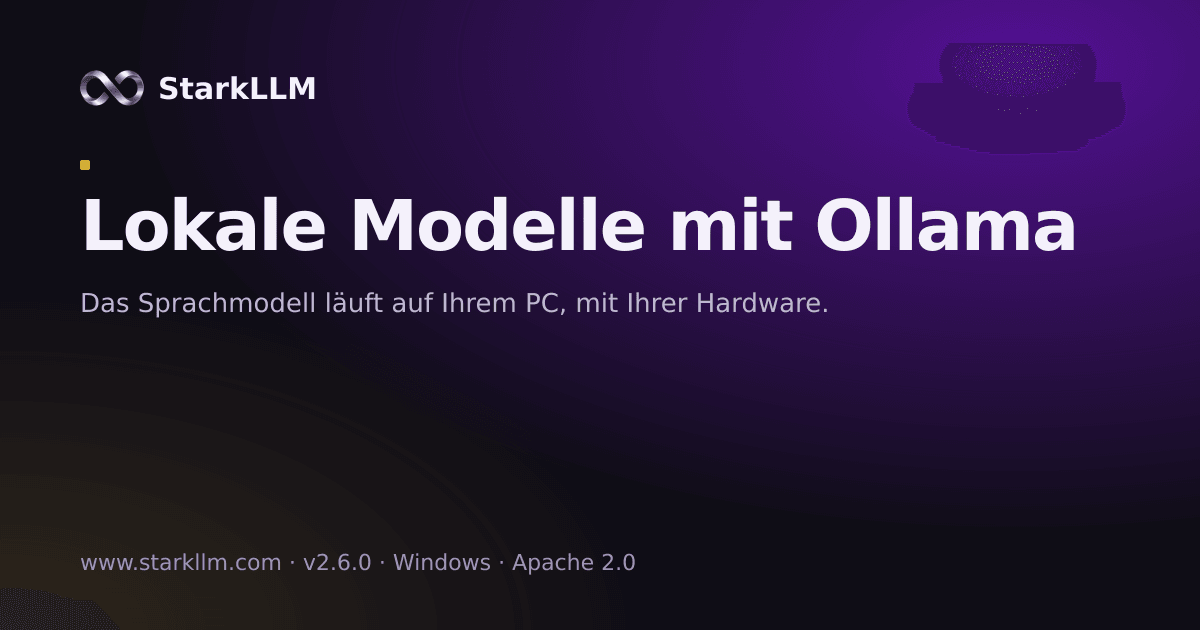 StarkLLM
Lokale Modelle mit Ollama
Das Sprachmodell läuft auf Ihrem PC, mit Ihrer Hardware.
www.starkllm.com · v2.6.0 · Windows · Apache 2.0